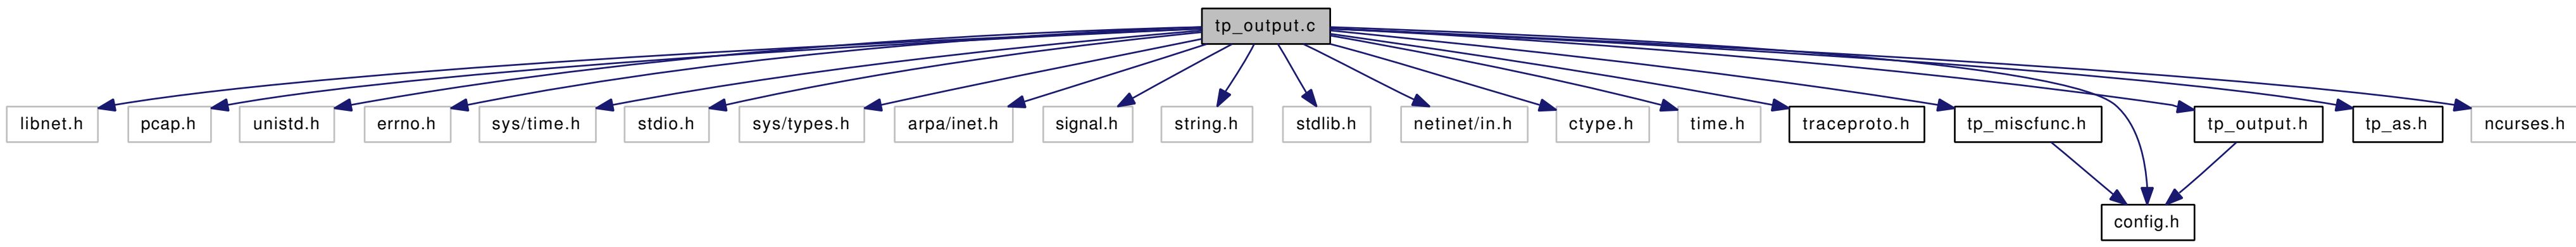 tp_output.c
libnet.h
pcap.h
unistd.h
errno.h
sys/time.h
stdio.h
sys/types.h
arpa/inet.h
signal.h
string.h
stdlib.h
netinet/in.h
ctype.h
time.h
traceproto.h
tp_miscfunc.h
tp_output.h
tp_as.h
ncurses.h
config.h